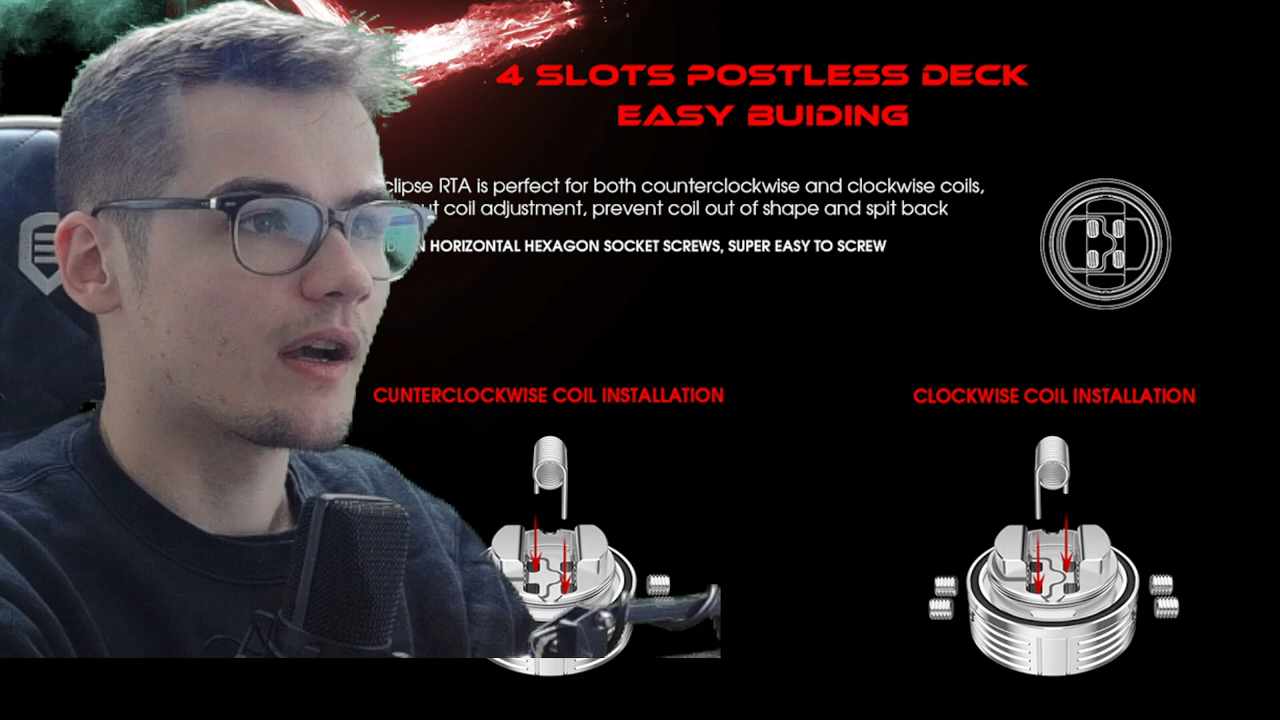 4 SLOTS POSTLESS DECK
EASY BUIDING
clipse RTA is perfect for both counterclockwise and clockwise coils,
coil adjustment, prevent coil out of shape and spit back
HORIZONTAL HEXAGON SOCKET SCREWS, SUPER EASY TO SCREW
CUNTERCLOCKWISE COIL INSTALLATION
CLOCKWISE COIL INSTALLATION